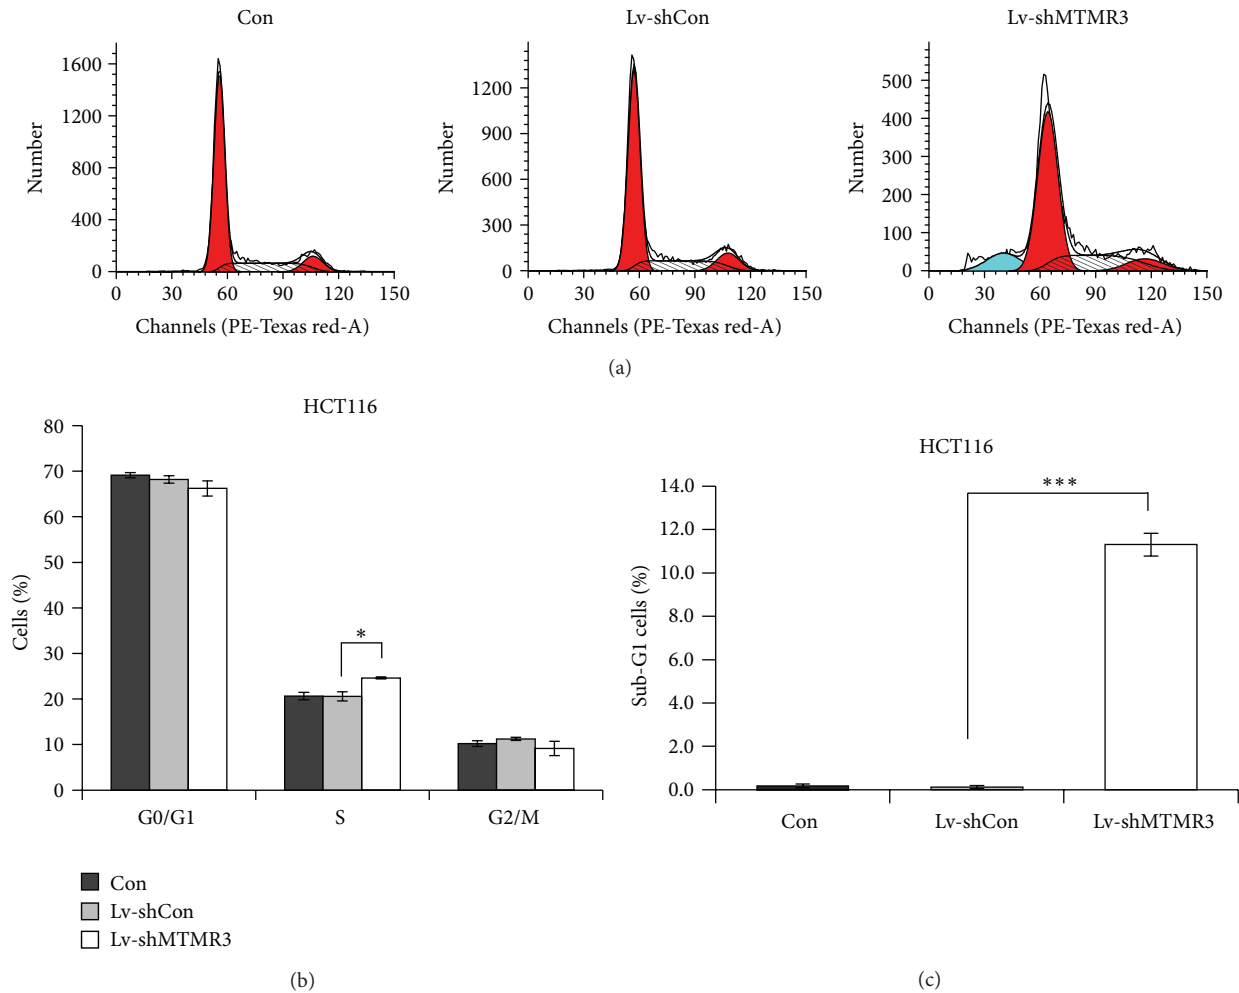 Con
Lv-shCon
Lv-shMTMR3
Number
1600
1200
800
400
0
0 30 60 90 120 150
Channels (PE-Texas red-A)
Number
1200
900
600
300
0
0 30 60 90 120 150
Channels (PE-Texas red-A)
Number
500
400
300
200
100
0
0 30 60 90 120 150
Channels (PE-Texas red-A)
(a)
HCT116
Cells (%)
80
70
60
50
40
30
20
10
0
*
G0/G1 S G2/M
Con
Lv-shCon
Lv-shMTMR3
(b)
HCT116
Sub-G1 cells (%)
14.0
12.0
10.0
8.0
6.0
4.0
2.0
0.0
***
Con Lv-shCon Lv-shMTMR3
(c)